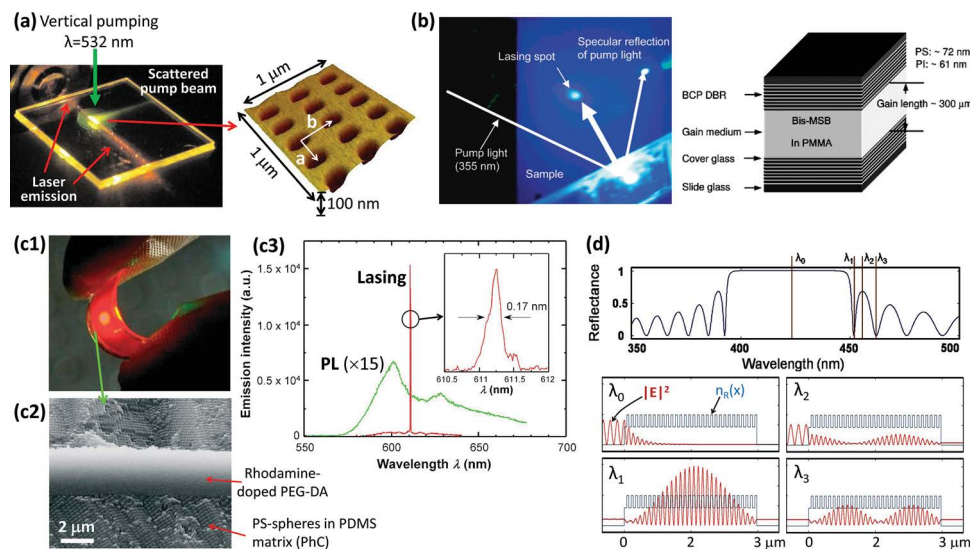 (a)
Vertical pumping
λ=532 nm
Scattered
pump beam
Laser
emission
1 μm
1 μm
b
a
100 nm
(b)
Lasing spot
Specular reflection
of pump light
Pump light
(355 nm)
Sample
PS: ~ 72 nm
PI: ~ 61 nm
BCP DBR
Gain length ~ 300 μm
Bis-MSB
Gain medium
In PMMA
Cover glass
Slide glass
(c1)
(c2)
2 μm
Rhodamine-
doped PEG-DA
PS-spheres in PDMS
matrix (PhC)
(c3)
Emission intensity (a.u.)
1.5 × 10⁴
1.0 × 10⁴
0.5 × 10⁴
0
550 600 650 700
Wavelength λ (nm)
Lasing
PL (×15)
0.17 nm
610.5 611 611.5 612
λ (nm)
(d)
λ₀ λ₁ λ₂ λ₃
Reflectance
1
0.5
0
350 400 450 500
Wavelength (nm)
λ₀ |E|² nR(x)
λ₂
λ₁
λ₃
0 3 μm 0 3 μm